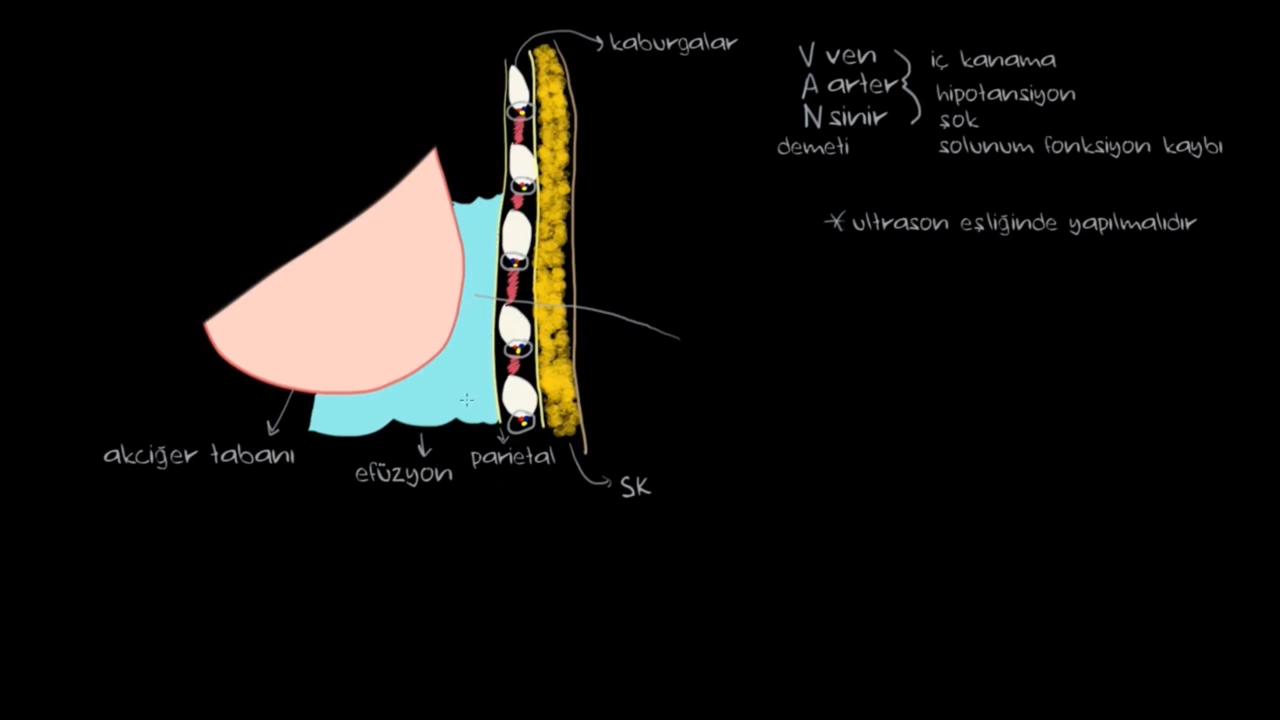 kaburgalar
V ven
A arter
N sinir
demeti
iç kanama
hipotansiyon
şok
solunum fonksiyon kaybı
* ultrason eşliğinde yapılmalıdır
akciğer tabanı
efüzyon
parietal
SK